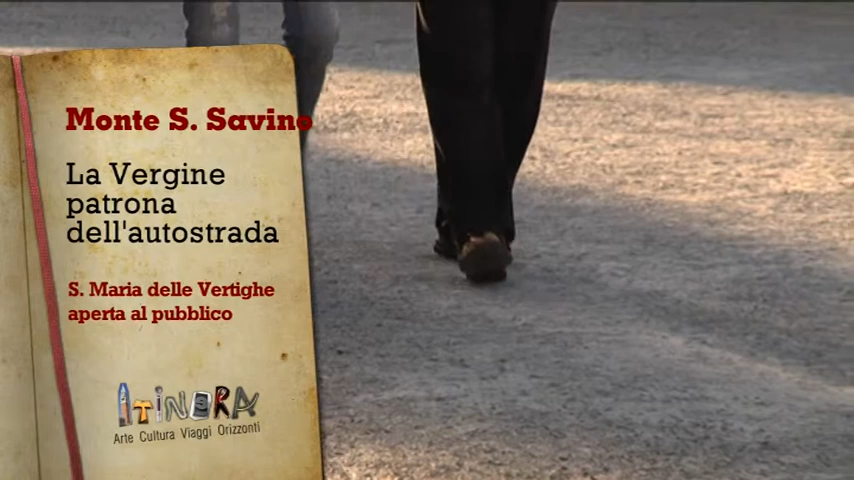 Monte S. Savino
La Vergine
patrona
dell'autostrada
S. Maria delle Vertighe
aperta al pubblico
ITINERA
Arte Cultura Viaggi Orizzonti